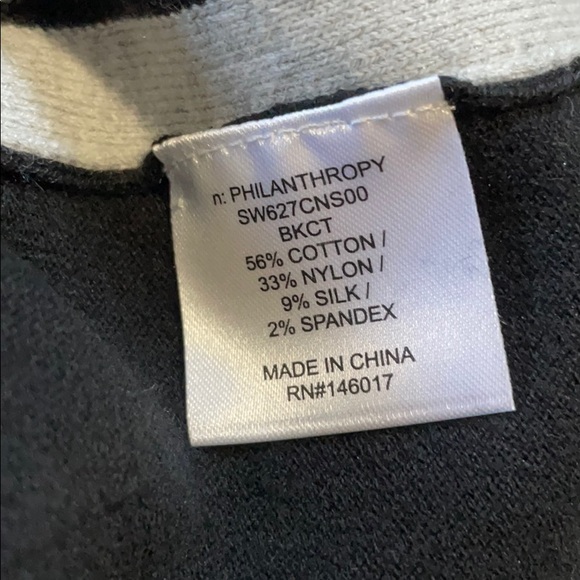 n: PHILANTHROPY
SW627CNS00
BKCT
56% COTTON /
33% NYLON /
9% SILK /
2% SPANDEX
MADE IN CHINA
RN#146017